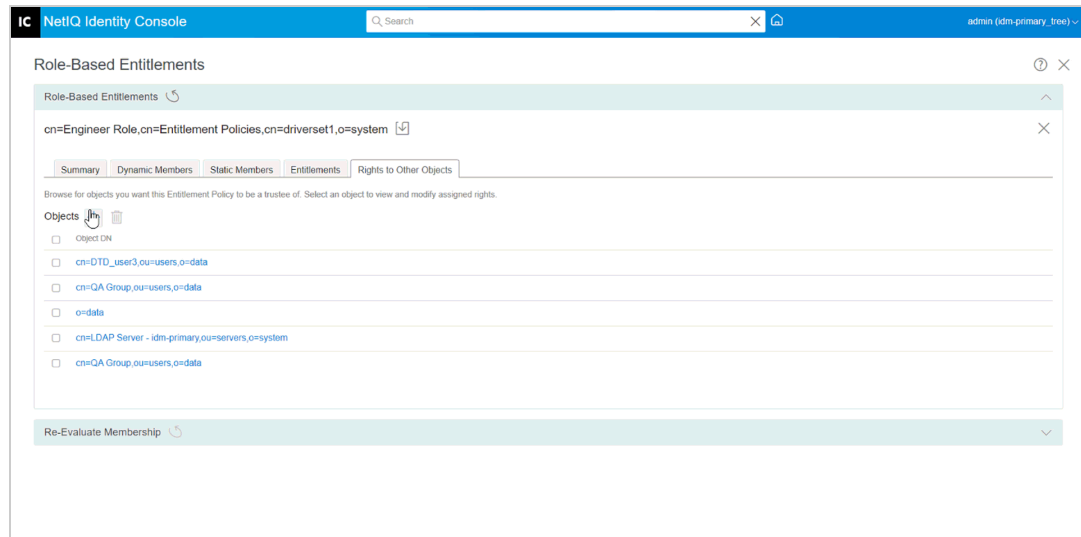 IC NetIQ Identity Console Search admin (idm-primary_tree)
Role-Based Entitlements
Role-Based Entitlements
cn=Engineer Role,cn=Entitlement Policies,cn=driverset1,o=system
Summary Dynamic Members Static Members Entitlements Rights to Other Objects
Browse for objects you want this Entitlement Policy to be a trustee of. Select an object to view and modify assigned rights.
Objects
Object DN
cn=DTD_user3,ou=users,o=data
cn=QA Group,ou=users,o=data
o=data
cn=LDAP Server - idm-primary,ou=servers,o=system
cn=QA Group,ou=users,o=data
Re-Evaluate Membership